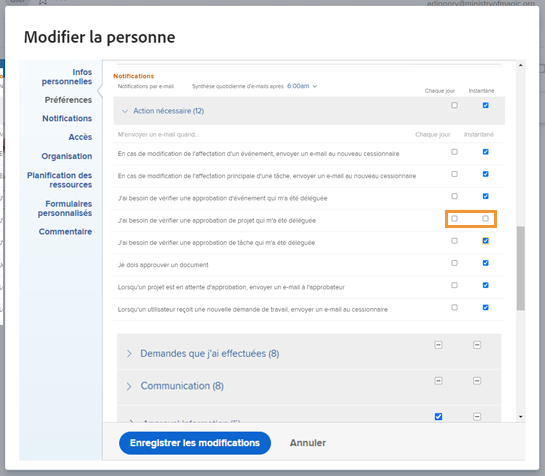 adiggory@ministryofmagic.org
Modifier la personne
Infos
personnelles
Préférences
Notifications
Accès
Organisation
Planification des
ressources
Formulaires
personnalisés
Commentaire
Notifications
Notifications par e-mail Synthèse quotidienne d'e-mails après 6:00am
Chaque jour Instantané
Action nécessaire (12)
M'envoyer un e-mail quand... Chaque jour Instantané
En cas de modification de l'affectation d'un événement, envoyer un e-mail au nouveau cessionnaire
En cas de modification de l'affectation principale d'une tâche, envoyer un e-mail au nouveau cessionnaire
J'ai besoin de vérifier une approbation d'événement qui m'a été déléguée
J'ai besoin de vérifier une approbation de projet qui m'a été déléguée
J'ai besoin de vérifier une approbation de tâche qui m'a été déléguée
Je dois approuver un document
Lorsqu'un projet est en attente d'approbation, envoyer un e-mail à l'approbateur
Lorsqu'un utilisateur reçoit une nouvelle demande de travail, envoyer un e-mail au cessionnaire
Demandes que j'ai effectuées (8)
Communication (8)
Approval Information (5)
Enregistrer les modifications
Annuler